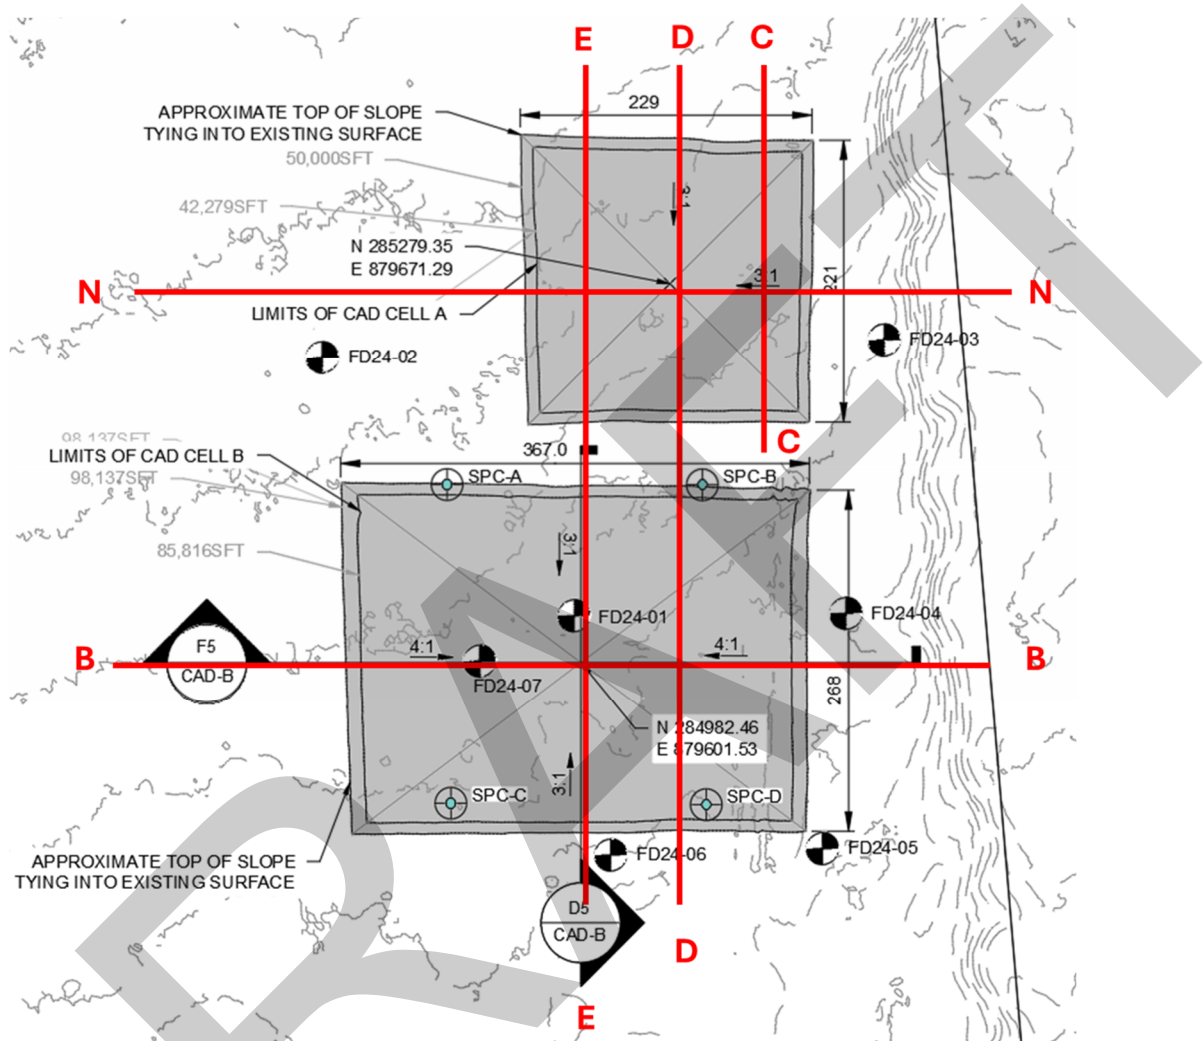 E
D
C
229
APPROXIMATE TOP OF SLOPE
TYING INTO EXISTING SURFACE
50,000SFT
42,279SFT
3:1
N 285279.35
E 879671.29
3:1
221
N
N
LIMITS OF CAD CELL A
FD24-02
FD24-03
98,137SFT
LIMITS OF CAD CELL B
98,137SFT
367.0
C
SPC-A
SPC-B
85,816SFT
3:1
FD24-01
FD24-04
F5
CAD-B
B
4:1
4:1
B
FD24-07
268
N 284982.46
E 879601.53
3:1
SPC-C
SPC-D
APPROXIMATE TOP OF SLOPE
TYING INTO EXISTING SURFACE
FD24-06
FD24-05
D5
CAD-B
D
E
DRAFT